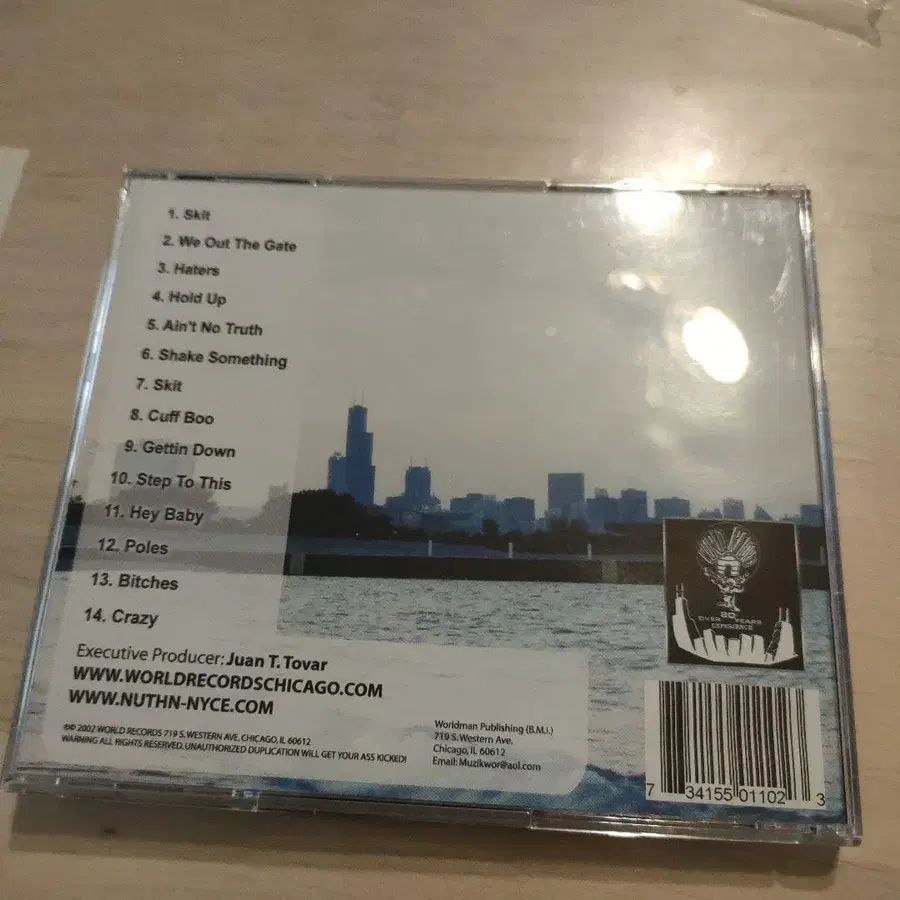 1. Skit
2. We Out The Gate
3. Haters
4. Hold Up
5. Ain't No Truth
6. Shake Something
7. Skit
8. Cuff Boo
9. Gettin Down
10. Step To This
11. Hey Baby
12. Poles
13. Bitches
14. Crazy
Executive Producer: Juan T. Tovar
WWW.WORLDRECORDSCHICAGO.COM
WWW.NUTHN-NYCE.COM
©© 2002 WORLD RECORDS 719 S. WESTERN AVE. CHICAGO, IL 60612
WARNING ALL RIGHTS RESERVED. UNAUTHORIZED DUPLICATION WILL GET YOUR ASS KICKED!
Worldman Publishing (B.M.I.)
719 S. Western Ave.
Chicago, IL 60612
Email: Muzikwor@aol.com
20
OVER YEARS
EXPERIENCE
7 34155 01102 3